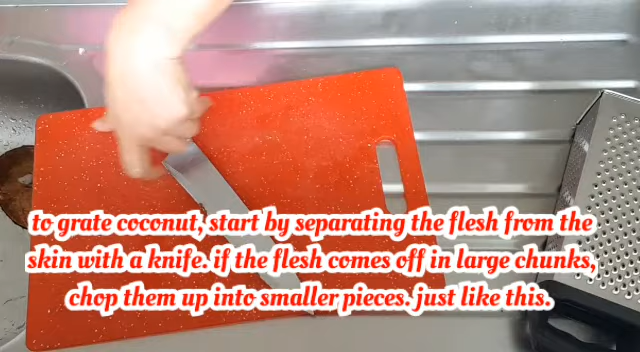 to grate coconut, start by separating the flesh from the
skin with a knife. if the flesh comes off in large chunks,
chop them up into smaller pieces. just like this.